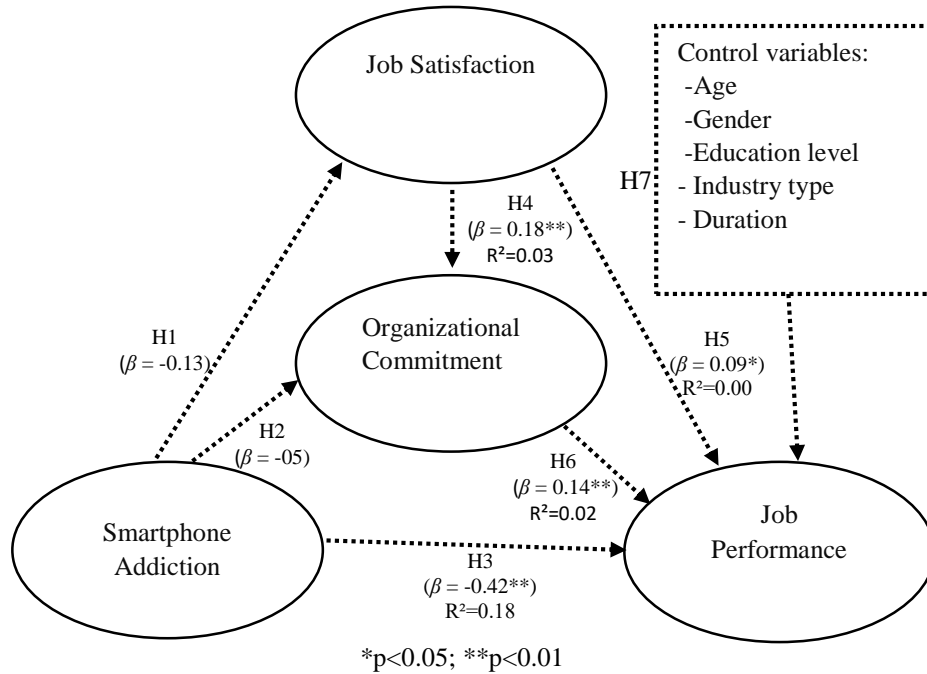 Job Satisfaction
Control variables:
-Age
-Gender
-Education level
- Industry type
- Duration
H7
H4
(β = 0.18**)
R²=0.03
Organizational
Commitment
H1
(β = -0.13)
H5
(β = 0.09*)
R²=0.00
H2
(β = -05)
H6
(β = 0.14**)
R²=0.02
Smartphone
Addiction
Job
Performance
H3
(β = -0.42**)
R²=0.18
*p<0.05; **p<0.01